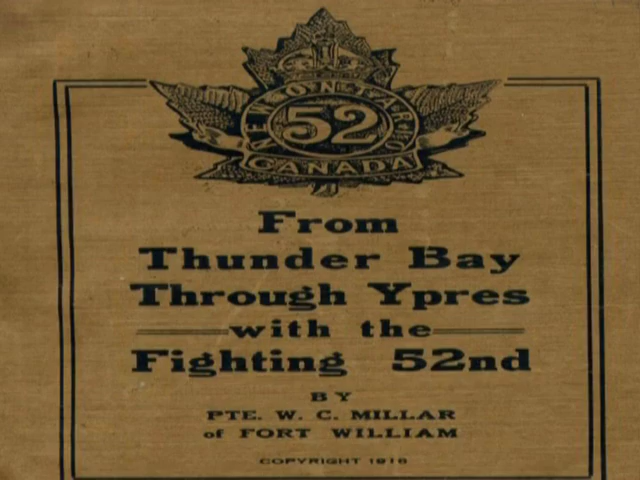 NEW ONTARIO
52
CANADA
From
Thunder Bay
Through Ypres
with the
Fighting 52nd
BY
PTE. W. C. MILLAR
of FORT WILLIAM
COPYRIGHT 1918